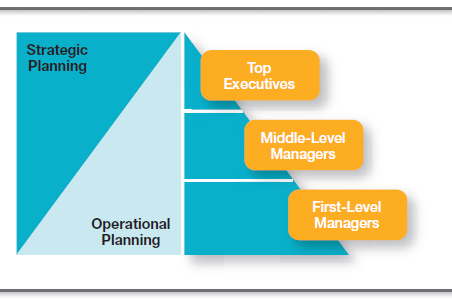 Strategic
Planning
Top
Executives
Middle-Level
Managers
First-Level
Managers
Operational
Planning